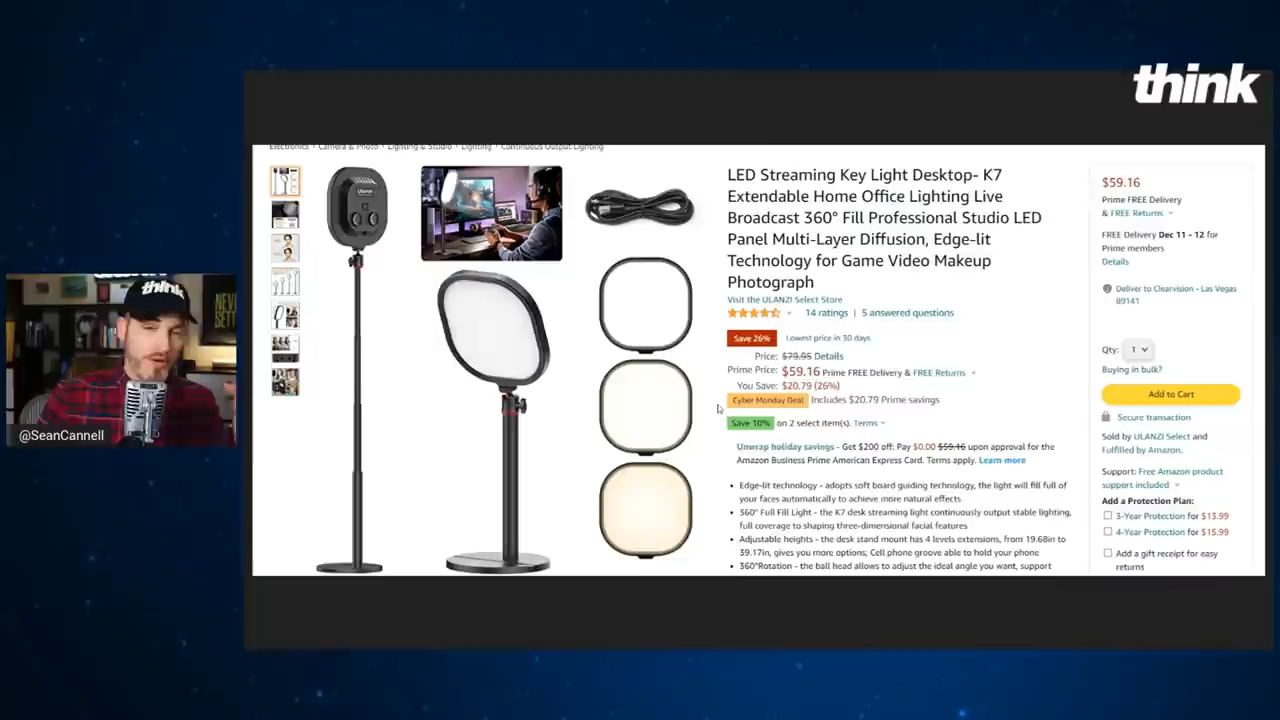 think
Electronics › Camera & Photo › Lighting & Studio › Lighting › Continuous Output Lighting
LED Streaming Key Light Desktop- K7
Extendable Home Office Lighting Live
Broadcast 360° Fill Professional Studio LED
Panel Multi-Layer Diffusion, Edge-lit
Technology for Game Video Makeup
Photograph
Visit the ULANZI Select Store
14 ratings | 5 answered questions
Save 26% Lowest price in 30 days
Price: $79.95 Details
Prime Price: $59.16 Prime FREE Delivery & FREE Returns
You Save: $20.79 (26%)
Cyber Monday Deal Includes $20.79 Prime savings
Save 10% on 2 select item(s). Terms
Unwrap holiday savings - Get $200 off: Pay $0.00 $59.16 upon approval for the
Amazon Business Prime American Express Card. Terms apply. Learn more
• Edge-lit technology - adopts soft board guiding technology, the light will fill full of
your faces automatically to achieve more natural effects
• 360° Full Fill Light - the K7 desk streaming light continuously output stable lighting,
full coverage to shaping three-dimensional facial features
• Adjustable heights - the desk stand mount has 4 levels extensions, from 19.68in to
39.17in, gives you more options; Cell phone groove able to hold your phone
• 360°Rotation - the ball head allows to adjust the ideal angle you want, support
$59.16
Prime FREE Delivery
& FREE Returns
FREE Delivery Dec 11 - 12 for
Prime members
Details
Deliver to Clearvision - Las Vegas
89141
Qty: 1
Buying in bulk?
Add to Cart
Secure transaction
Sold by ULANZI Select and
Fulfilled by Amazon.
Support: Free Amazon product
support included
Add a Protection Plan:
3-Year Protection for $13.99
4-Year Protection for $15.99
Add a gift receipt for easy
returns
think
NEVE
SETT
@SeanCannell